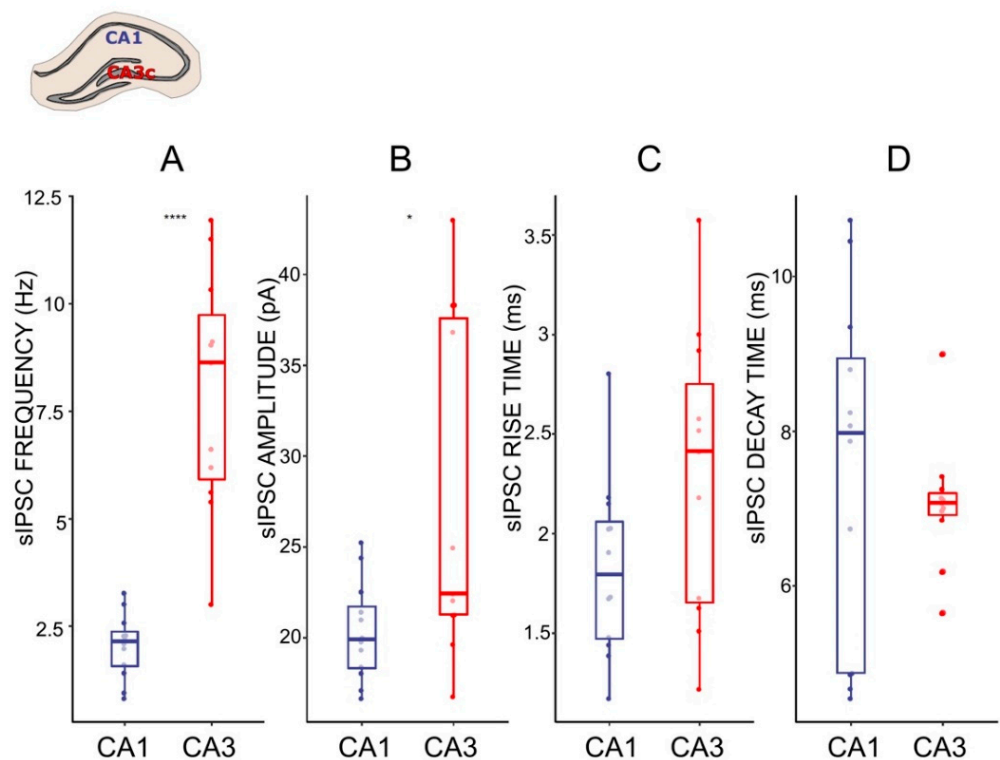 CA1
CA3c
A
sIPSC FREQUENCY (Hz)
12.5
10
7.5
5
2.5
****
CA1 CA3
B
sIPSC AMPLITUDE (pA)
40
35
30
25
20
*
CA1 CA3
C
sIPSC RISE TIME (ms)
3.5
3
2.5
2
1.5
CA1 CA3
D
sIPSC DECAY TIME (ms)
10
8
6
CA1 CA3